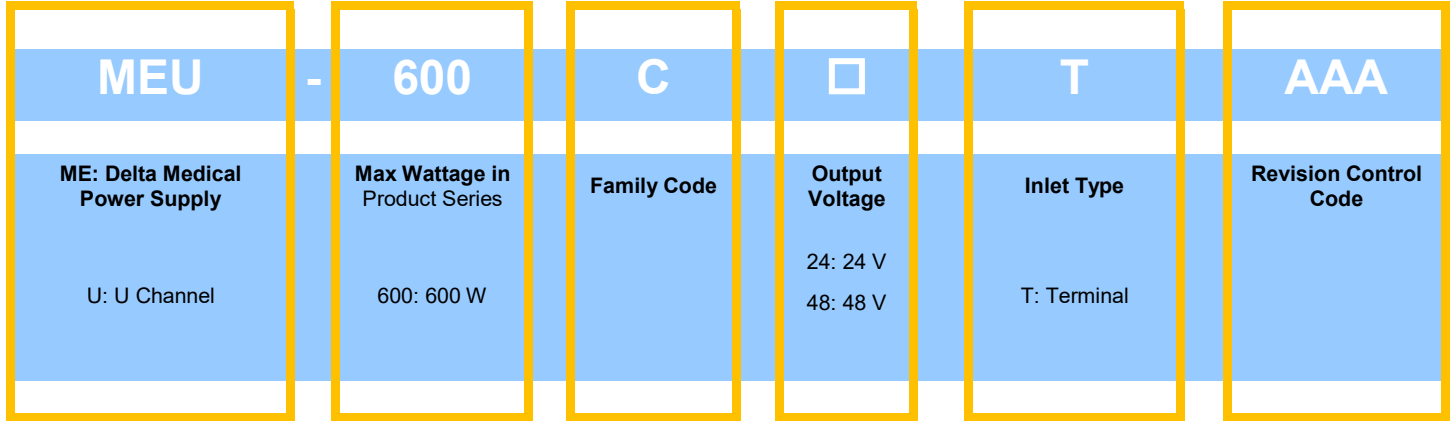 MEU - 600 C □ T AAA
ME: Delta Medical
Power Supply
U: U Channel
Max Wattage in
Product Series
600: 600 W
Family Code
Output
Voltage
24: 24 V
48: 48 V
Inlet Type
T: Terminal
Revision Control
Code